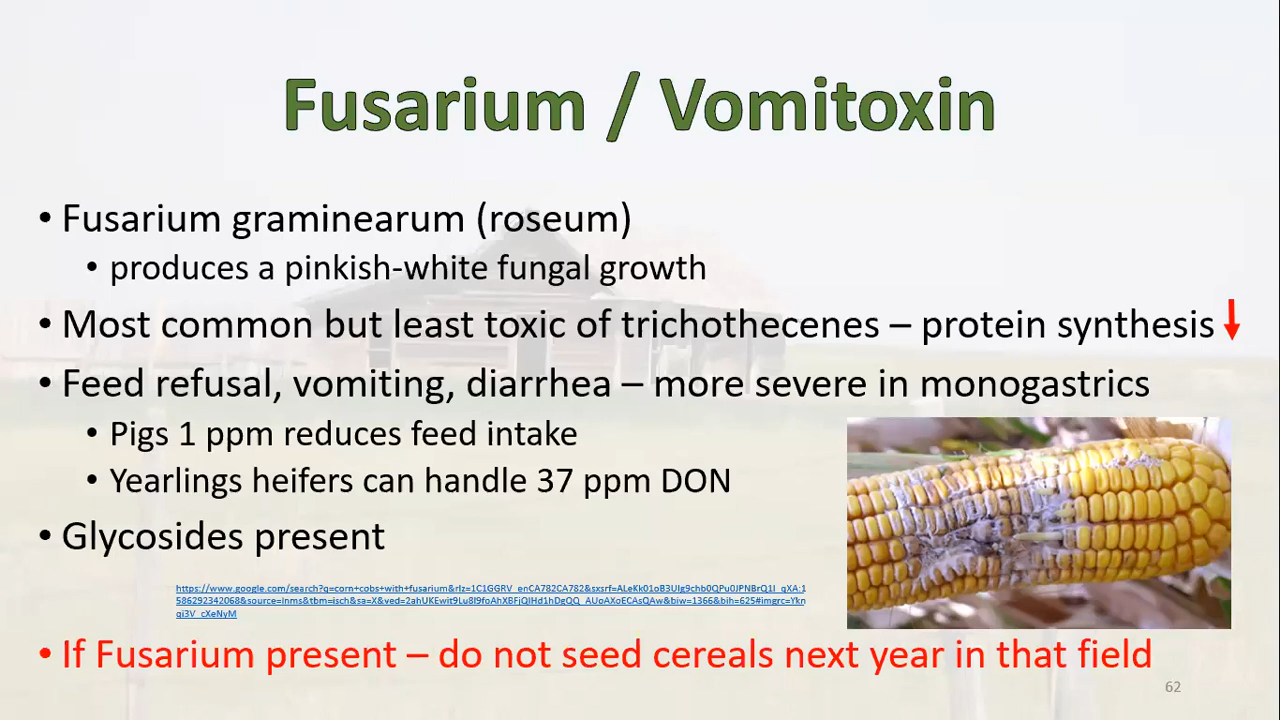 Fusarium / Vomitoxin
• Fusarium graminearum (roseum)
• produces a pinkish-white fungal growth
• Most common but least toxic of trichothecenes – protein synthesis
• Feed refusal, vomiting, diarrhea – more severe in monogastrics
• Pigs 1 ppm reduces feed intake
• Yearlings heifers can handle 37 ppm DON
• Glycosides present
• If Fusarium present – do not seed cereals next year in that field
62